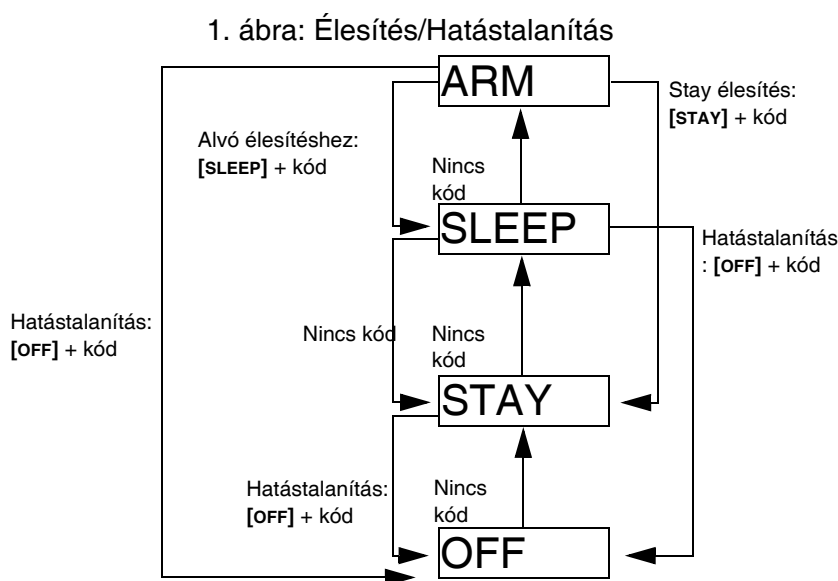 1. ábra: Élesítés/Hatástalanítás
ARM
Stay élesítés:
[STAY] + kód
Alvó élesítéshez:
[SLEEP] + kód
Nincs
kód
SLEEP
Hatástalanítás
: [OFF] + kód
Hatástalanítás:
[OFF] + kód
Nincs kód
Nincs
kód
STAY
Hatástalanítás:
[OFF] + kód
Nincs
kód
OFF